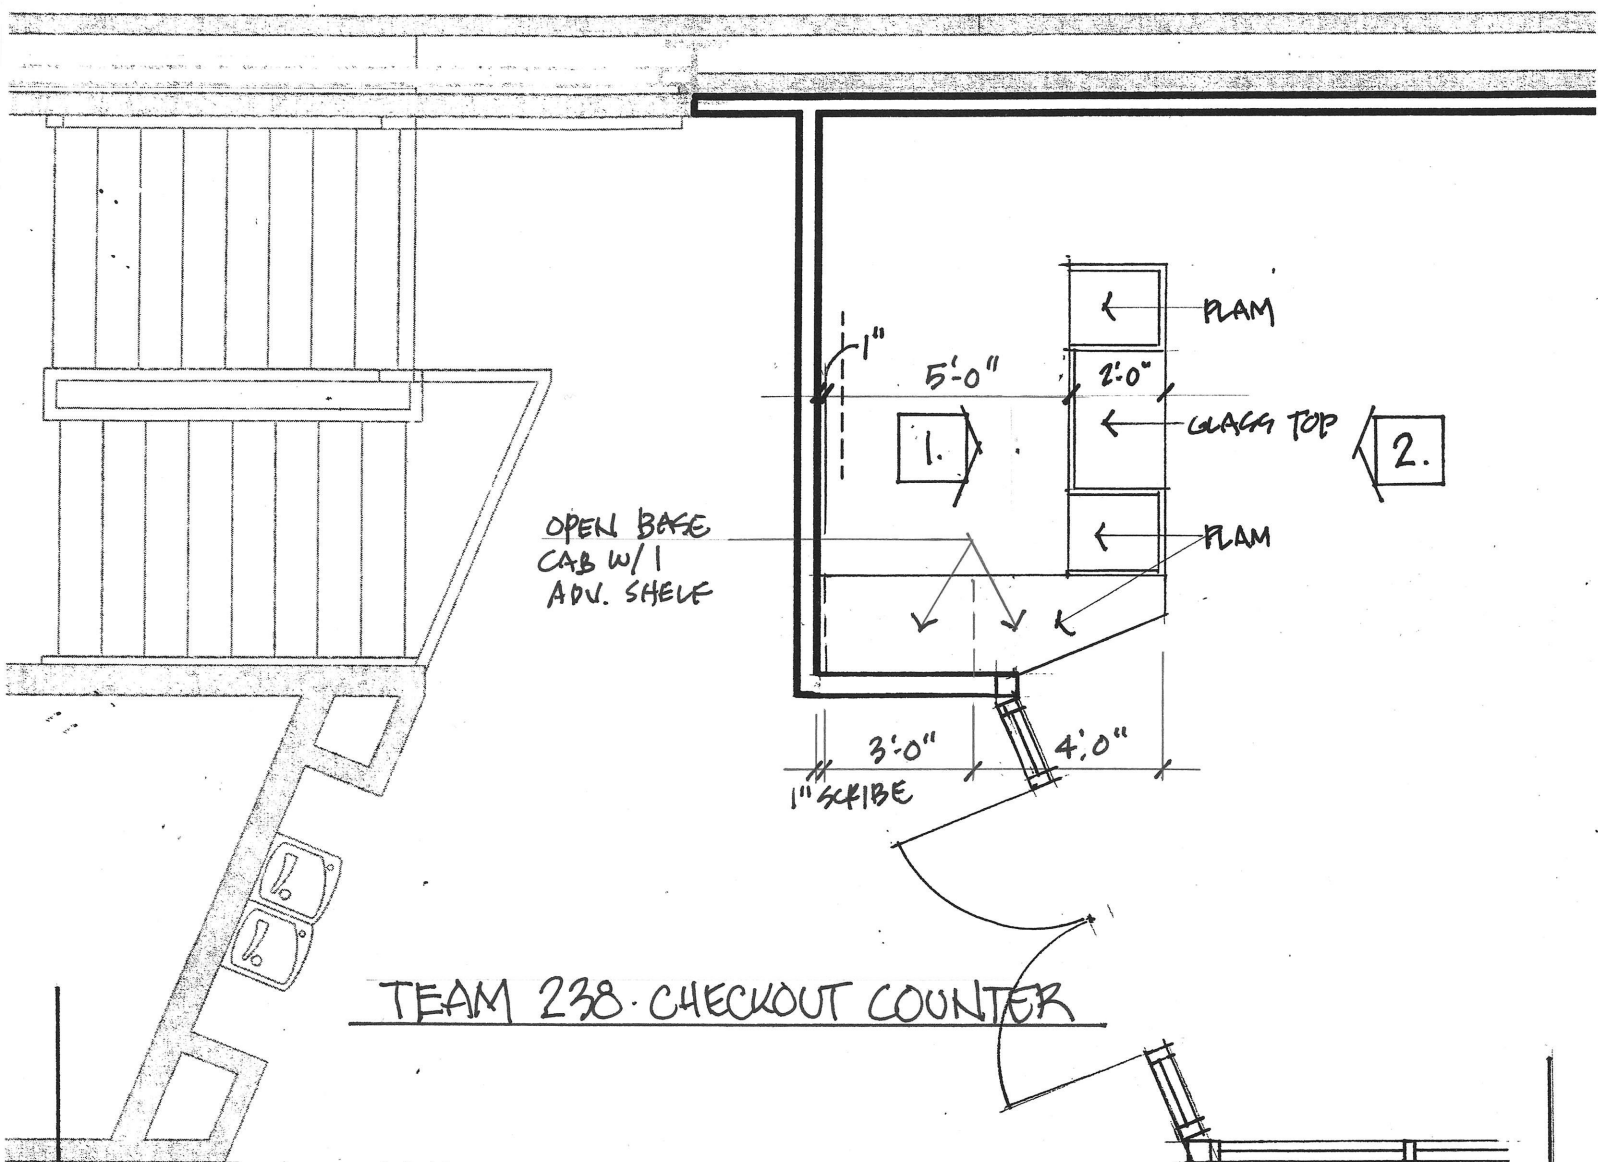 PLAM
1"
5'-0"
2'-0"
GLASS TOP
1.
2.
OPEN BASE
CAB W/1
ADJ. SHELF
PLAM
3'-0"
4'-0"
1" SCRIBE
TEAM 238 · CHECKOUT COUNTER